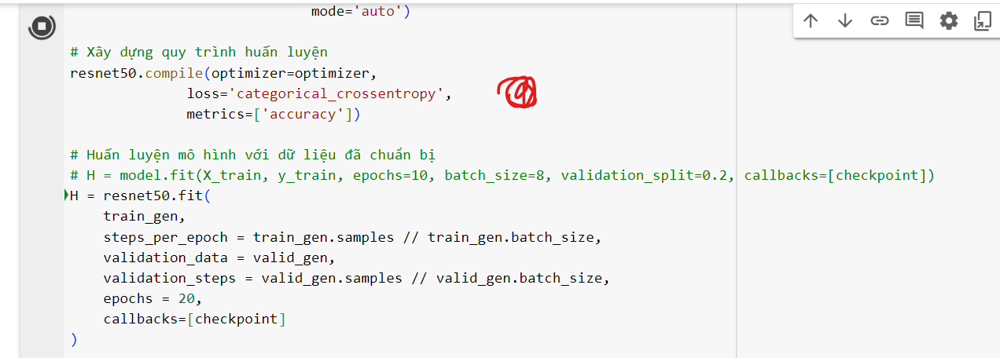 mode='auto')
# Xây dựng quy trình huấn luyện
resnet50.compile(optimizer=optimizer,
loss='categorical_crossentropy',
metrics=['accuracy'])
# Huấn luyện mô hình với dữ liệu đã chuẩn bị
# H = model.fit(X_train, y_train, epochs=10, batch_size=8, validation_split=0.2, callbacks=[checkpoint])
H = resnet50.fit(
train_gen,
steps_per_epoch = train_gen.samples // train_gen.batch_size,
validation_data = valid_gen,
validation_steps = valid_gen.samples // valid_gen.batch_size,
epochs = 20,
callbacks=[checkpoint]
)